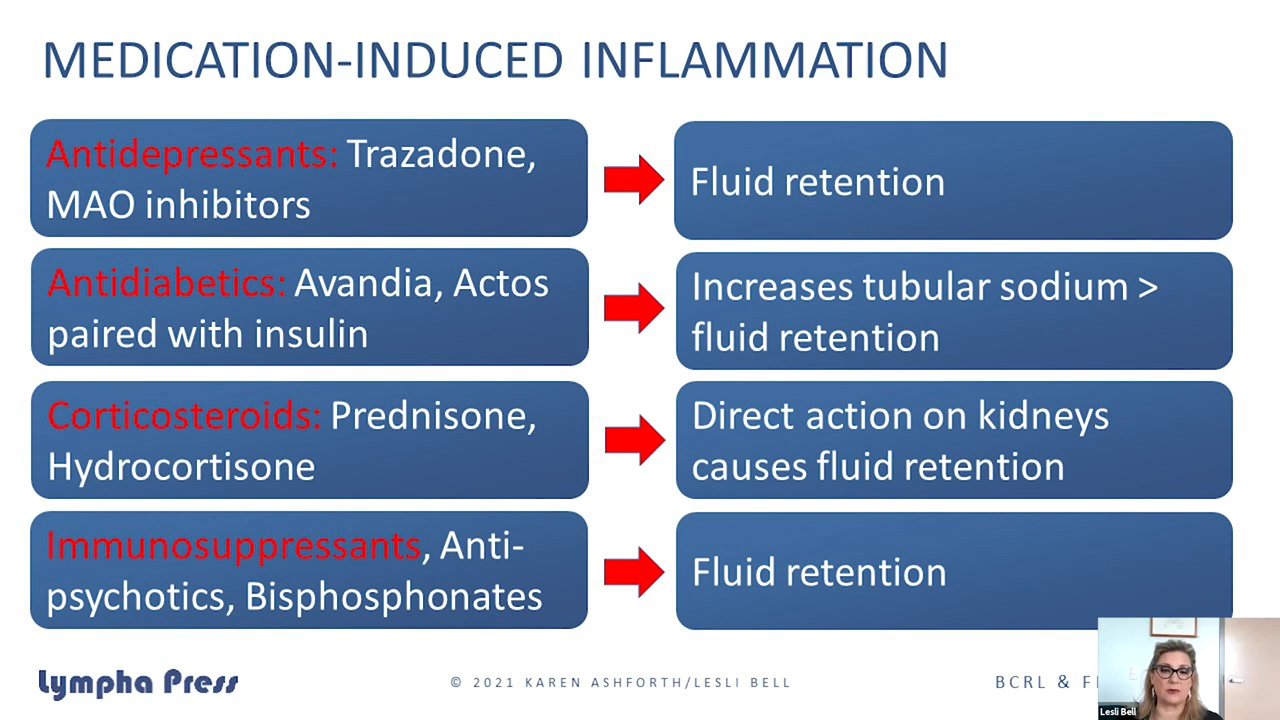 MEDICATION-INDUCED INFLAMMATION
Antidepressants: Trazadone,
MAO inhibitors
Fluid retention
Antidiabetics: Avandia, Actos
paired with insulin
Increases tubular sodium >
fluid retention
Corticosteroids: Prednisone,
Hydrocortisone
Direct action on kidneys
causes fluid retention
Immunosuppressants, Anti-
psychotics, Bisphosphonates
Fluid retention
Lympha Press
© 2021 KAREN ASHFORTH/LESLI BELL
BCRL &
Lesli Bell